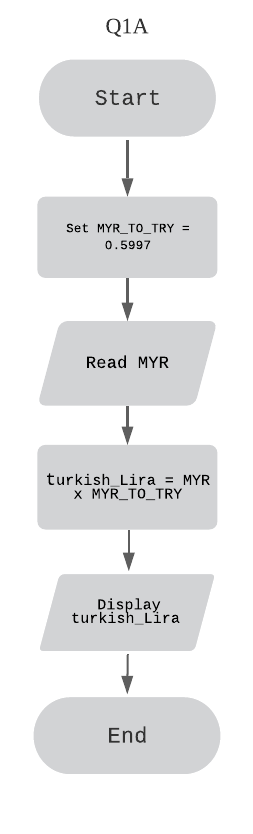 Q1A
Start
Set MYR_TO_TRY =
0.5997
Read MYR
turkish_Lira = MYR
x MYR_TO_TRY
Display
turkish_Lira
End